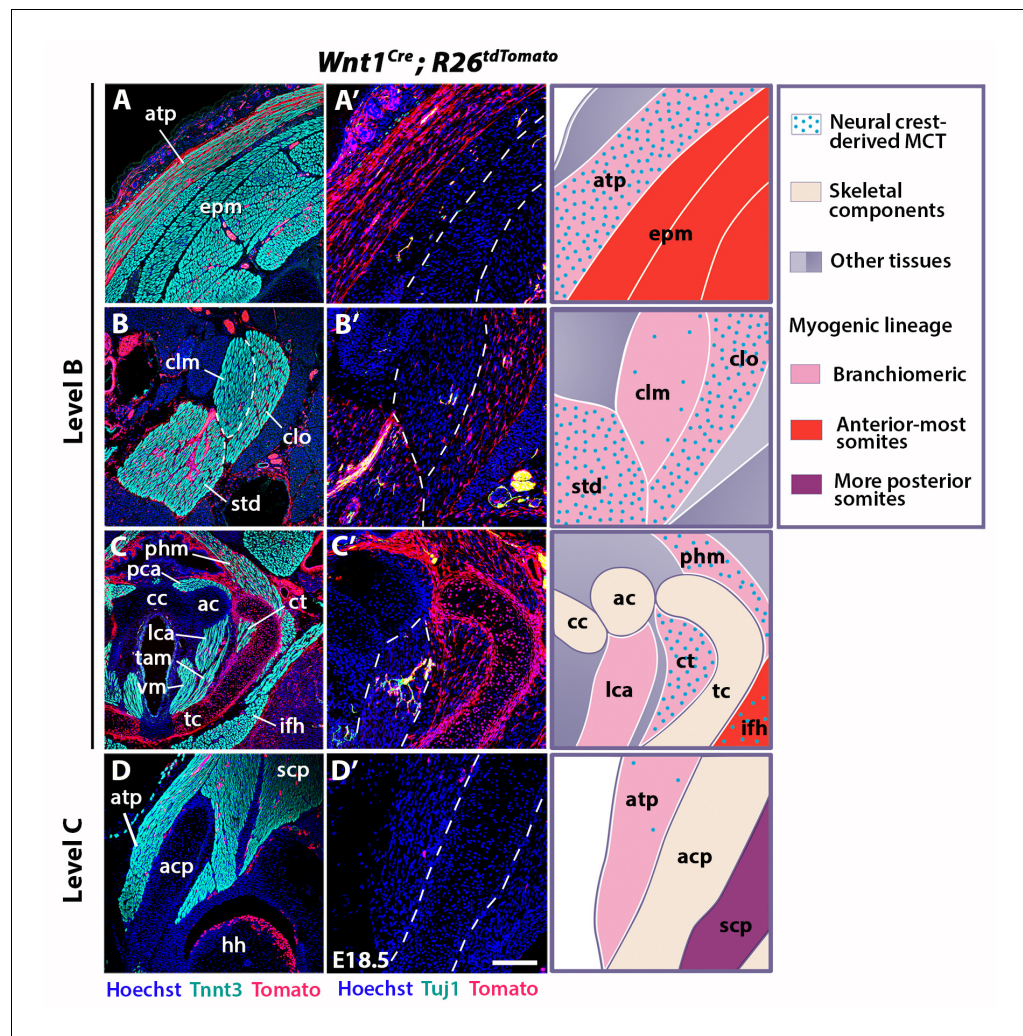 Wnt1Cre; R26tdTomato
Level B
Level C
A
atp
epm
A′
atp
epm
B
clm
clo
std
B′
clm
clo
std
C
phm
pca
cc
ac
ct
lca
tam
vm
tc
ifh
C′
phm
ac
cc
ct
lca
tc
ifh
D
scp
atp
acp
hh
D′
E18.5
atp
acp
scp
Hoechst Tnnt3 Tomato
Hoechst Tuj1 Tomato
Neural crest-
derived MCT
Skeletal
components
Other tissues
Myogenic lineage
Branchiomeric
Anterior-most
somites
More posterior
somites